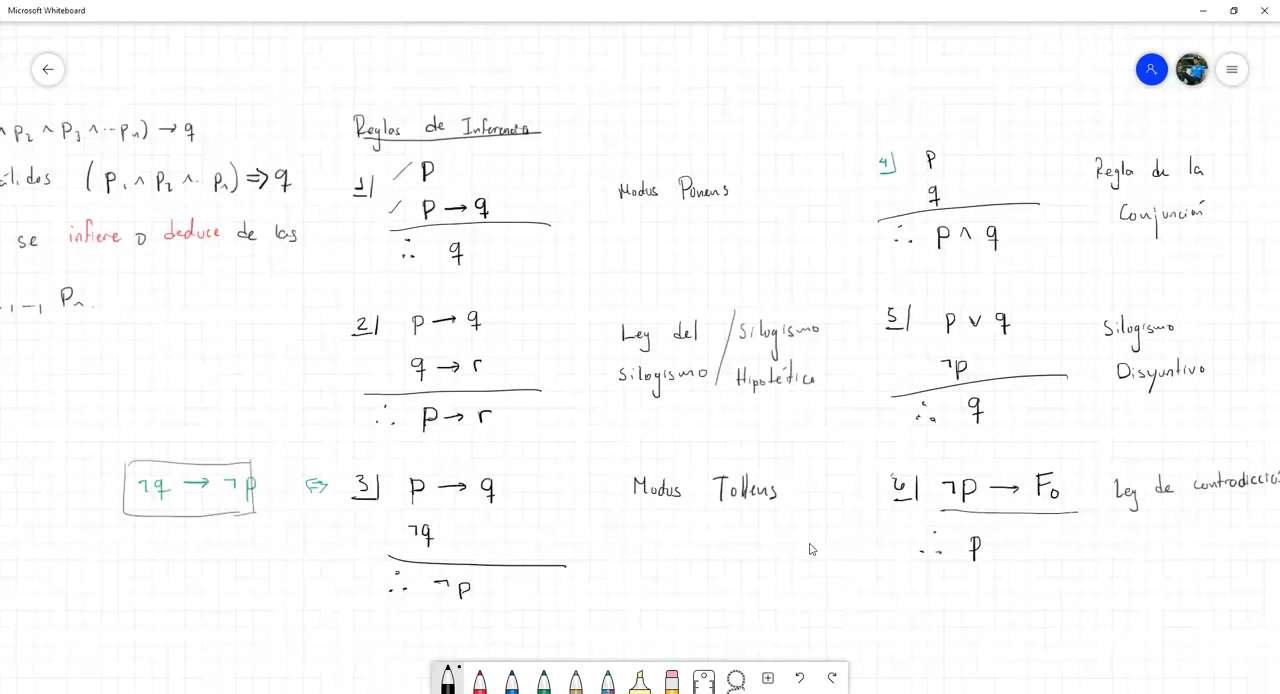 Microsoft Whiteboard
∧ p₂ ∧ p₃ ∧ ⋯ pₙ) → q
(p₁ ∧ p₂ ∧ ⋯ pₙ) ⇒ q
se infiere o deduce de las
Pₙ.
Reglas de Inferencia
1| p
p → q
∴ q
Modus Ponens
2| p → q
q → r
∴ p → r
Ley del Silogismo / Silogismo Hipotético
¬q → ¬p ⇔
3| p → q
¬q
∴ ¬p
Modus Tollens
4| p
q
∴ p ∧ q
Regla de la
Conjunción
5| p ∨ q
¬p
∴ q
Silogismo
Disyuntivo
6| ¬p → F₀
∴ p
Ley de contradicció